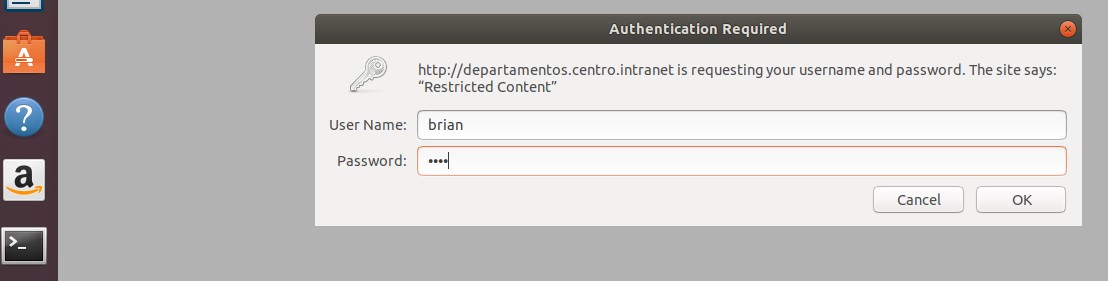 Authentication Required
http://departamentos.centro.intranet is requesting your username and password. The site says:
“Restricted Content”
User Name: brian
Password: ••••
Cancel OK